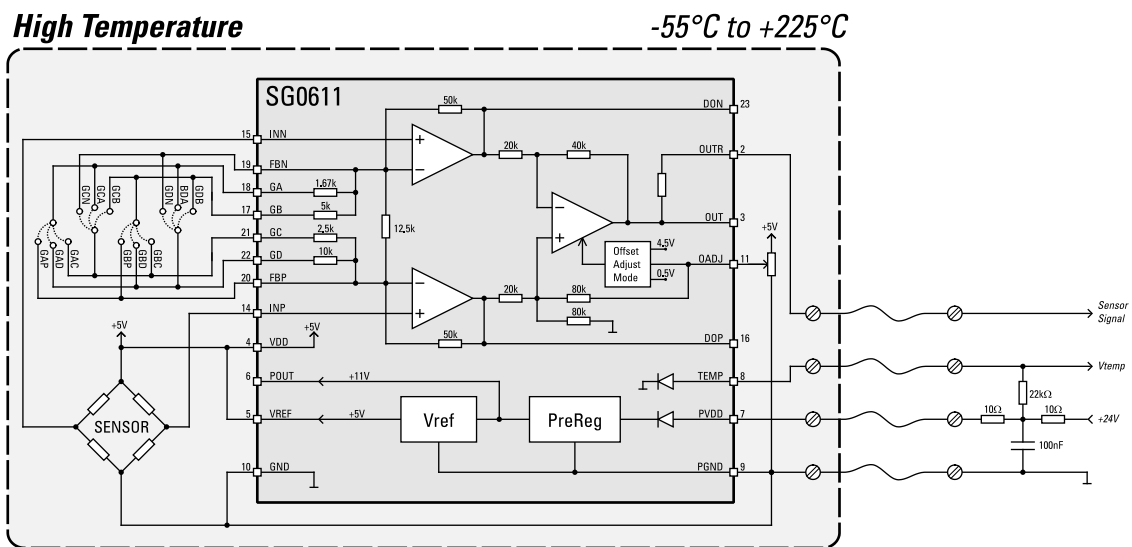 High Temperature
-55°C to +225°C
SG0611
50k
DON 23
15 INN
20k
40k
OUTR 2
19 FBN
18 GA
1.67k
17 GB
5k
GCN
GCA
GCB
GDN
BDA
GDB
GAP
GAD
GAC
GBP
GBD
GBC
21 GC
2.5k
12.5k
22 GD
10k
20 FBP
14 INP
OUT 3
+5V
4.5V
Offset
Adjust
Mode
0.5V
OADJ 11
20k
80k
80k
50k
DOP 16
Sensor
Signal
+5V
+5V
4 VDD
6 POUT
+11V
TEMP 8
Vtemp
22kΩ
5 VREF
+5V
Vref
PreReg
PVDD 7
10Ω
10Ω
+24V
SENSOR
100nF
10 GND
PGND 9